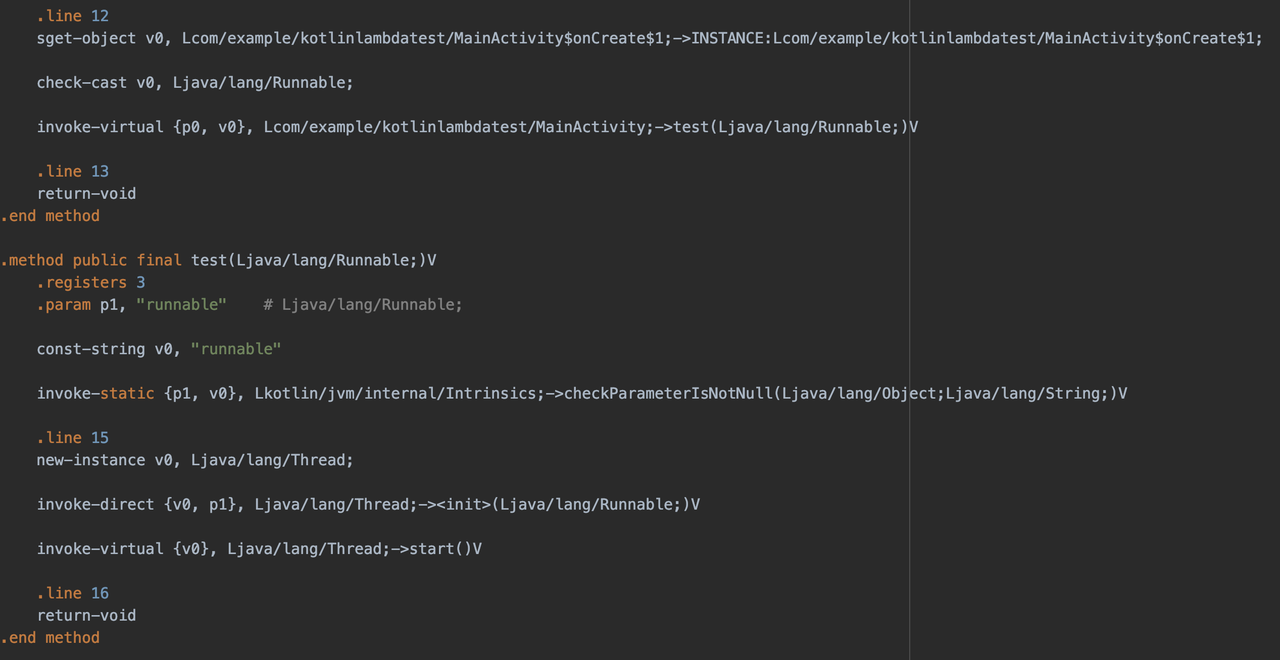 .line 12
sget-object v0, Lcom/example/kotlinlambdatest/MainActivity$onCreate$1;->INSTANCE:Lcom/example/kotlinlambdatest/MainActivity$onCreate$1;
check-cast v0, Ljava/lang/Runnable;
invoke-virtual {p0, v0}, Lcom/example/kotlinlambdatest/MainActivity;->test(Ljava/lang/Runnable;)V
.line 13
return-void
.end method
.method public final test(Ljava/lang/Runnable;)V
.registers 3
.param p1, "runnable"    # Ljava/lang/Runnable;
const-string v0, "runnable"
invoke-static {p1, v0}, Lkotlin/jvm/internal/Intrinsics;->checkParameterIsNotNull(Ljava/lang/Object;Ljava/lang/String;)V
.line 15
new-instance v0, Ljava/lang/Thread;
invoke-direct {v0, p1}, Ljava/lang/Thread;-><init>(Ljava/lang/Runnable;)V
invoke-virtual {v0}, Ljava/lang/Thread;->start()V
.line 16
return-void
.end method